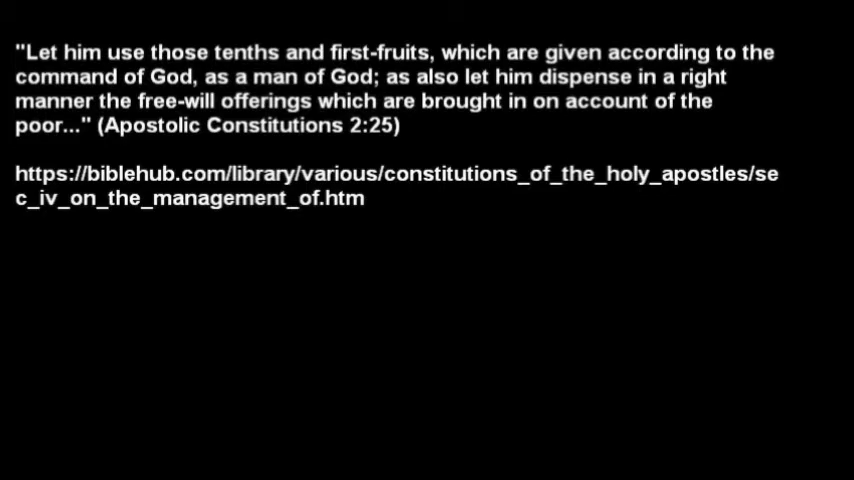 "Let him use those tenths and first-fruits, which are given according to the
command of God, as a man of God; as also let him dispense in a right
manner the free-will offerings which are brought in on account of the
poor..." (Apostolic Constitutions 2:25)
https://biblehub.com/library/various/constitutions_of_the_holy_apostles/se
c_iv_on_the_management_of.htm